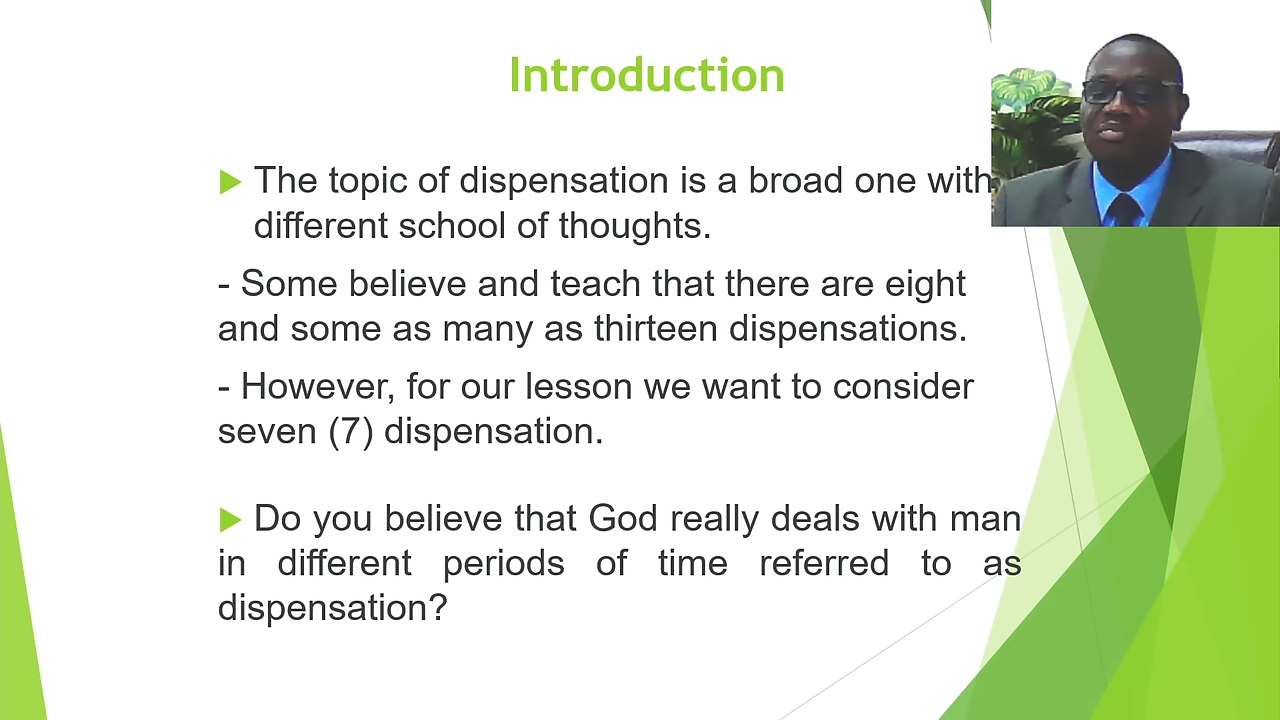 Introduction
The topic of dispensation is a broad one with
different school of thoughts.
- Some believe and teach that there are eight
and some as many as thirteen dispensations.
- However, for our lesson we want to consider
seven (7) dispensation.
Do you believe that God really deals with man
in different periods of time referred to as
dispensation?